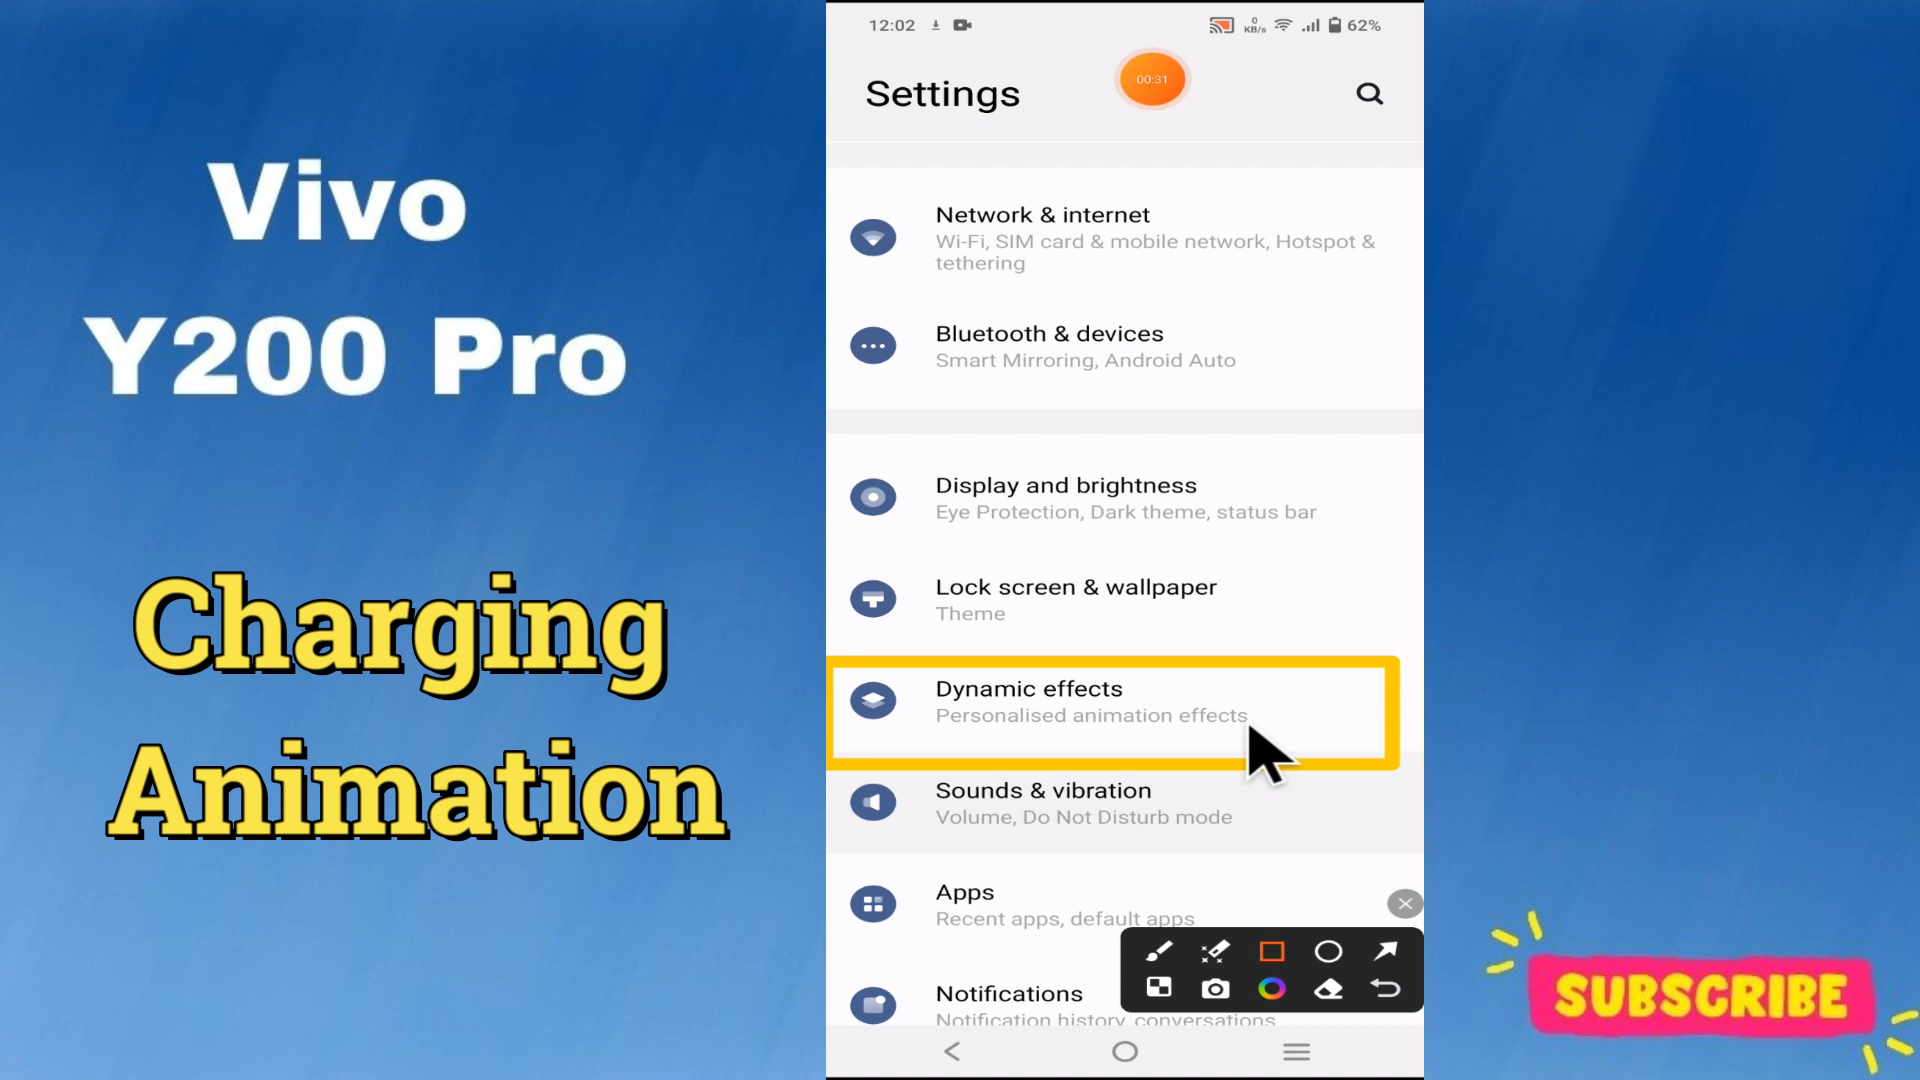 Vivo
Y200 Pro
Charging
Animation
12:02
0
KB/s
62%
Settings
00:31
Network & internet
Wi-Fi, SIM card & mobile network, Hotspot &
tethering
Bluetooth & devices
Smart Mirroring, Android Auto
Display and brightness
Eye Protection, Dark theme, status bar
Lock screen & wallpaper
Theme
Dynamic effects
Personalised animation effects
Sounds & vibration
Volume, Do Not Disturb mode
Apps
Recent apps, default apps
Notifications
Notification history, conversations
SUBSCRIBE